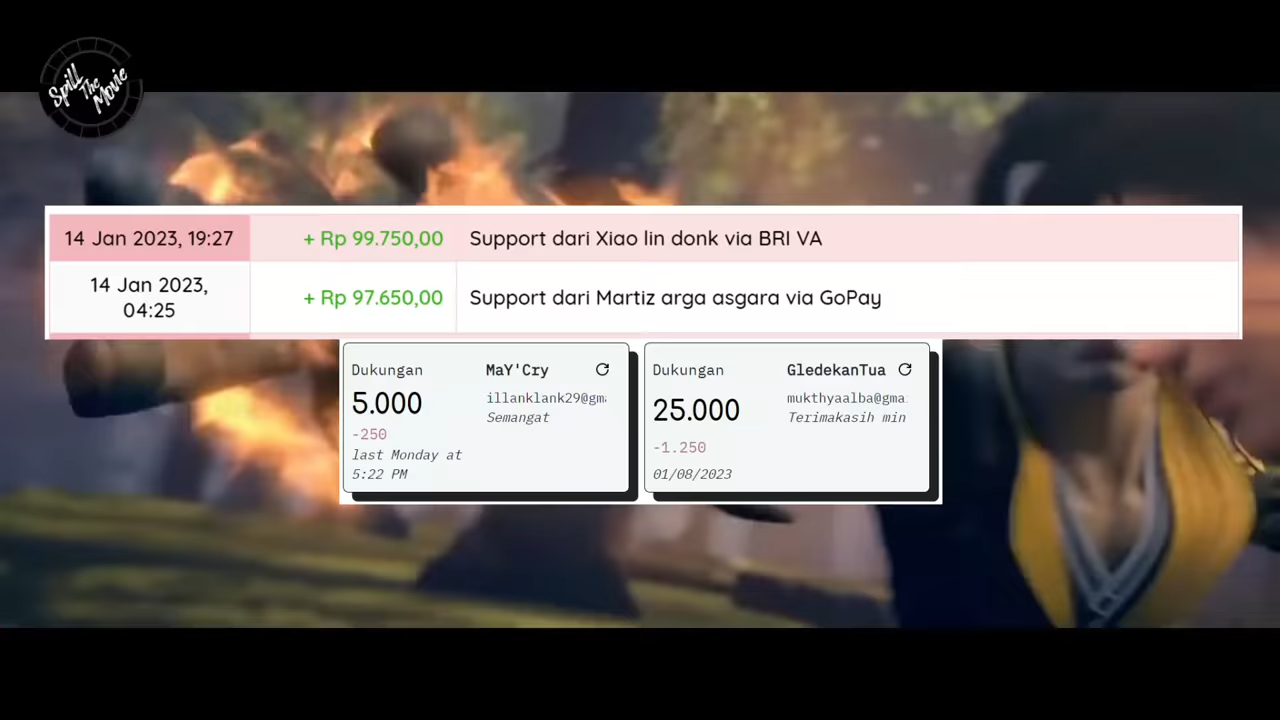 Spill
The
Movie
14 Jan 2023, 19:27 + Rp 99.750,00 Support dari Xiao lin donk via BRI VA
14 Jan 2023,
04:25 + Rp 97.650,00 Support dari Martiz arga asgara via GoPay
Dukungan MaY'Cry
5.000 illanklank29@gm
Semangat
-250
last Monday at
5:22 PM
Dukungan GledekanTua
25.000 mukthyaalba@gma
Terimakasih min
-1.250
01/08/2023